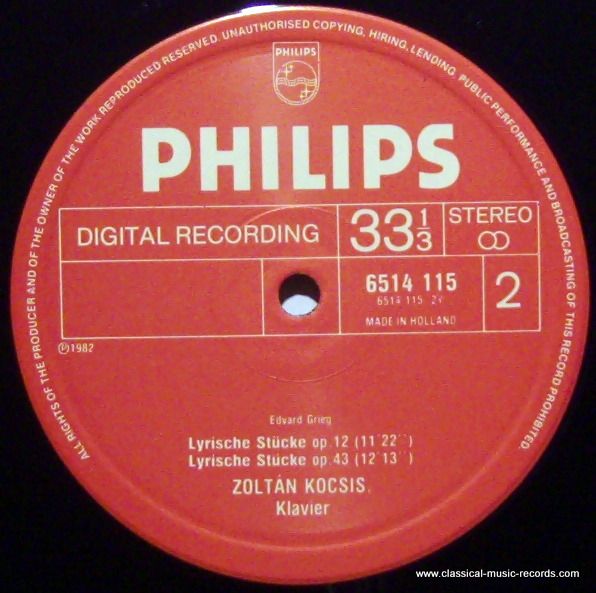 ALL RIGHTS OF THE PRODUCER AND OF THE OWNER OF THE WORK REPRODUCED RESERVED. UNAUTHORISED COPYING, HIRING, LENDING, PUBLIC PERFORMANCE AND BROADCASTING OF THIS RECORD PROHIBITED.
PHILIPS
PHILIPS
DIGITAL RECORDING
33 1/3
STEREO
6514 115
6514 115 2Y
MADE IN HOLLAND
2
℗1982
Edvard Grieg
Lyrische Stücke op.12 (11'22'')
Lyrische Stücke op.43 (12'13'')
ZOLTÁN KOCSIS,
Klavier
www.classical-music-records.com